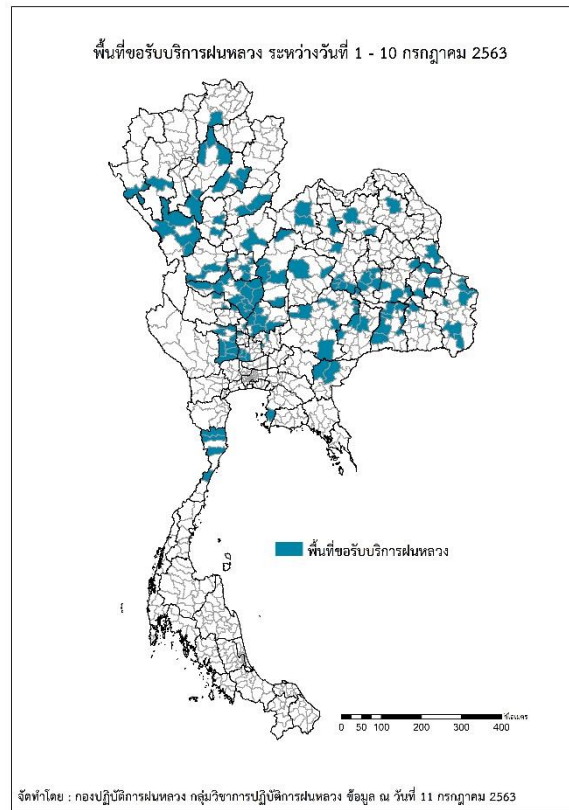 พื้นที่ขอรับบริการฝนหลวง ระหว่างวันที่ 1 - 10 กรกฎาคม 2563
พื้นที่ขอรับบริการฝนหลวง
0 50 100 200 300 400
จัดทำโดย : กองปฏิบัติการฝนหลวง กลุ่มวิชาการปฏิบัติการฝนหลวง ข้อมูล ณ วันที่ 11 กรกฎาคม 2563